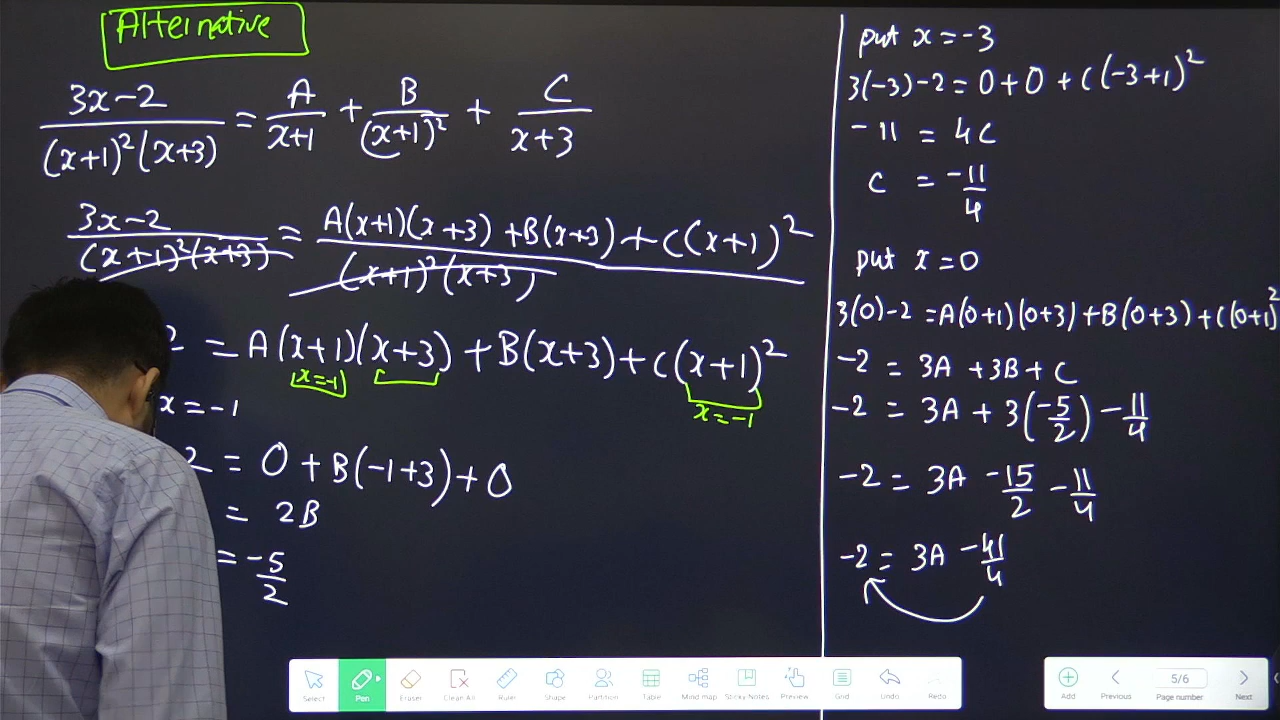 Alternative
3x-2/((x+1)²(x+3)) = A/(x+1) + B/(x+1)² + C/(x+3)
3x-2/((x+1)²(x+3)) = (A(x+1)(x+3) + B(x+3) + C(x+1)²)/((x+1)²(x+3))
2 = A(x+1)(x+3) + B(x+3) + C(x+1)²
x=-1
x=-1
x = -1
2 = 0 + B(-1+3) + 0
= 2B
= -5/2
put x = -3
3(-3)-2 = 0+0+C(-3+1)²
-11 = 4C
C = -11/4
put x = 0
3(0)-2 = A(0+1)(0+3)+B(0+3)+C(0+1)²
-2 = 3A + 3B + C
-2 = 3A + 3(-5/2) - 11/4
-2 = 3A - 15/2 - 11/4
-2 = 3A - 41/4
Select Pen Eraser Clean All Ruler Shape Partition Table Mind map Sticky Notes Preview Grid Undo Redo
Add Previous 5/6 Page number Next